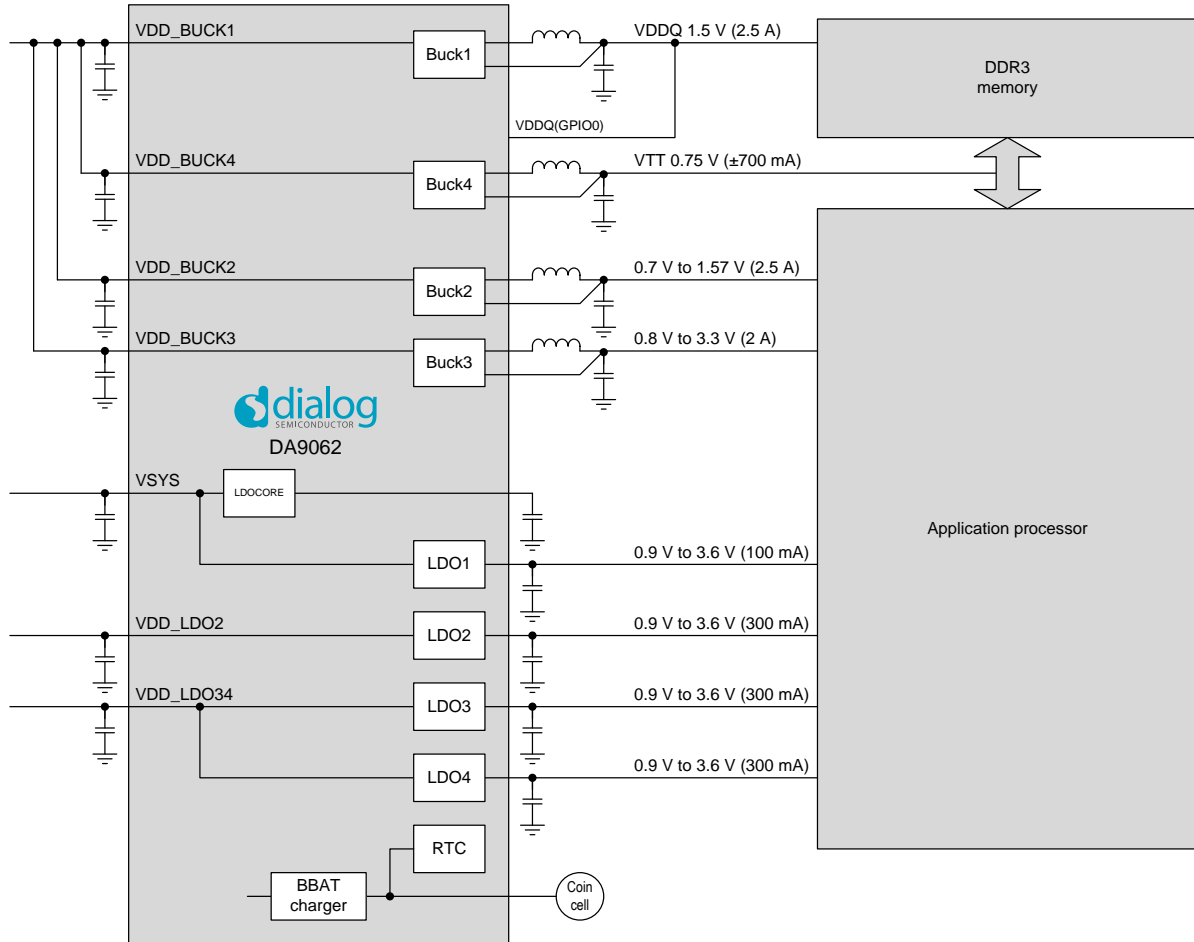 VDD_BUCK1
Buck1
VDDQ 1.5 V (2.5 A)
DDR3
memory
VDDQ(GPIO0)
VDD_BUCK4
Buck4
VTT 0.75 V (±700 mA)
VDD_BUCK2
Buck2
0.7 V to 1.57 V (2.5 A)
VDD_BUCK3
Buck3
0.8 V to 3.3 V (2 A)
dialog
SEMICONDUCTOR
DA9062
VSYS
LDOCORE
Application processor
LDO1
0.9 V to 3.6 V (100 mA)
VDD_LDO2
LDO2
0.9 V to 3.6 V (300 mA)
VDD_LDO34
LDO3
0.9 V to 3.6 V (300 mA)
LDO4
0.9 V to 3.6 V (300 mA)
RTC
BBAT
charger
Coin
cell